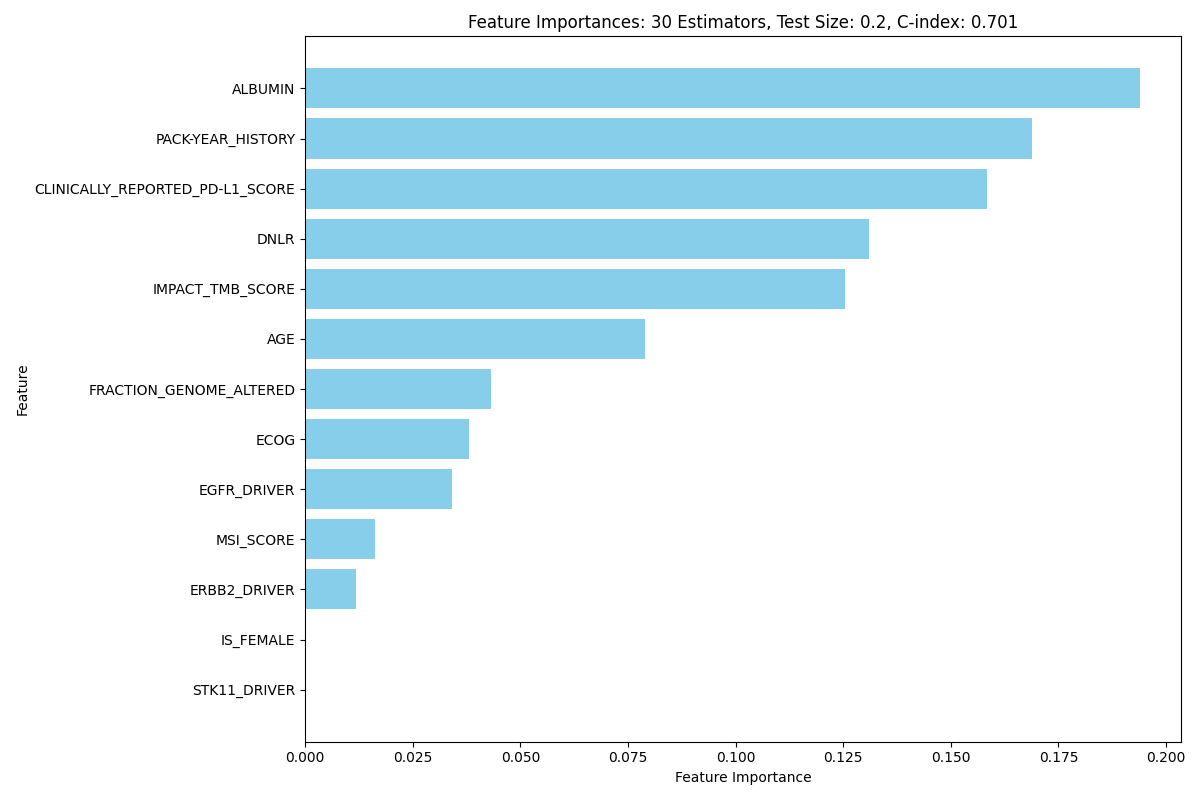 Feature Importances: 30 Estimators, Test Size: 0.2, C-index: 0.701
ALBUMIN
PACK-YEAR_HISTORY
CLINICALLY_REPORTED_PD-L1_SCORE
DNLR
IMPACT_TMB_SCORE
AGE
FRACTION_GENOME_ALTERED
ECOG
EGFR_DRIVER
MSI_SCORE
ERBB2_DRIVER
IS_FEMALE
STK11_DRIVER
Feature
0.000 0.025 0.050 0.075 0.100 0.125 0.150 0.175 0.200
Feature Importance